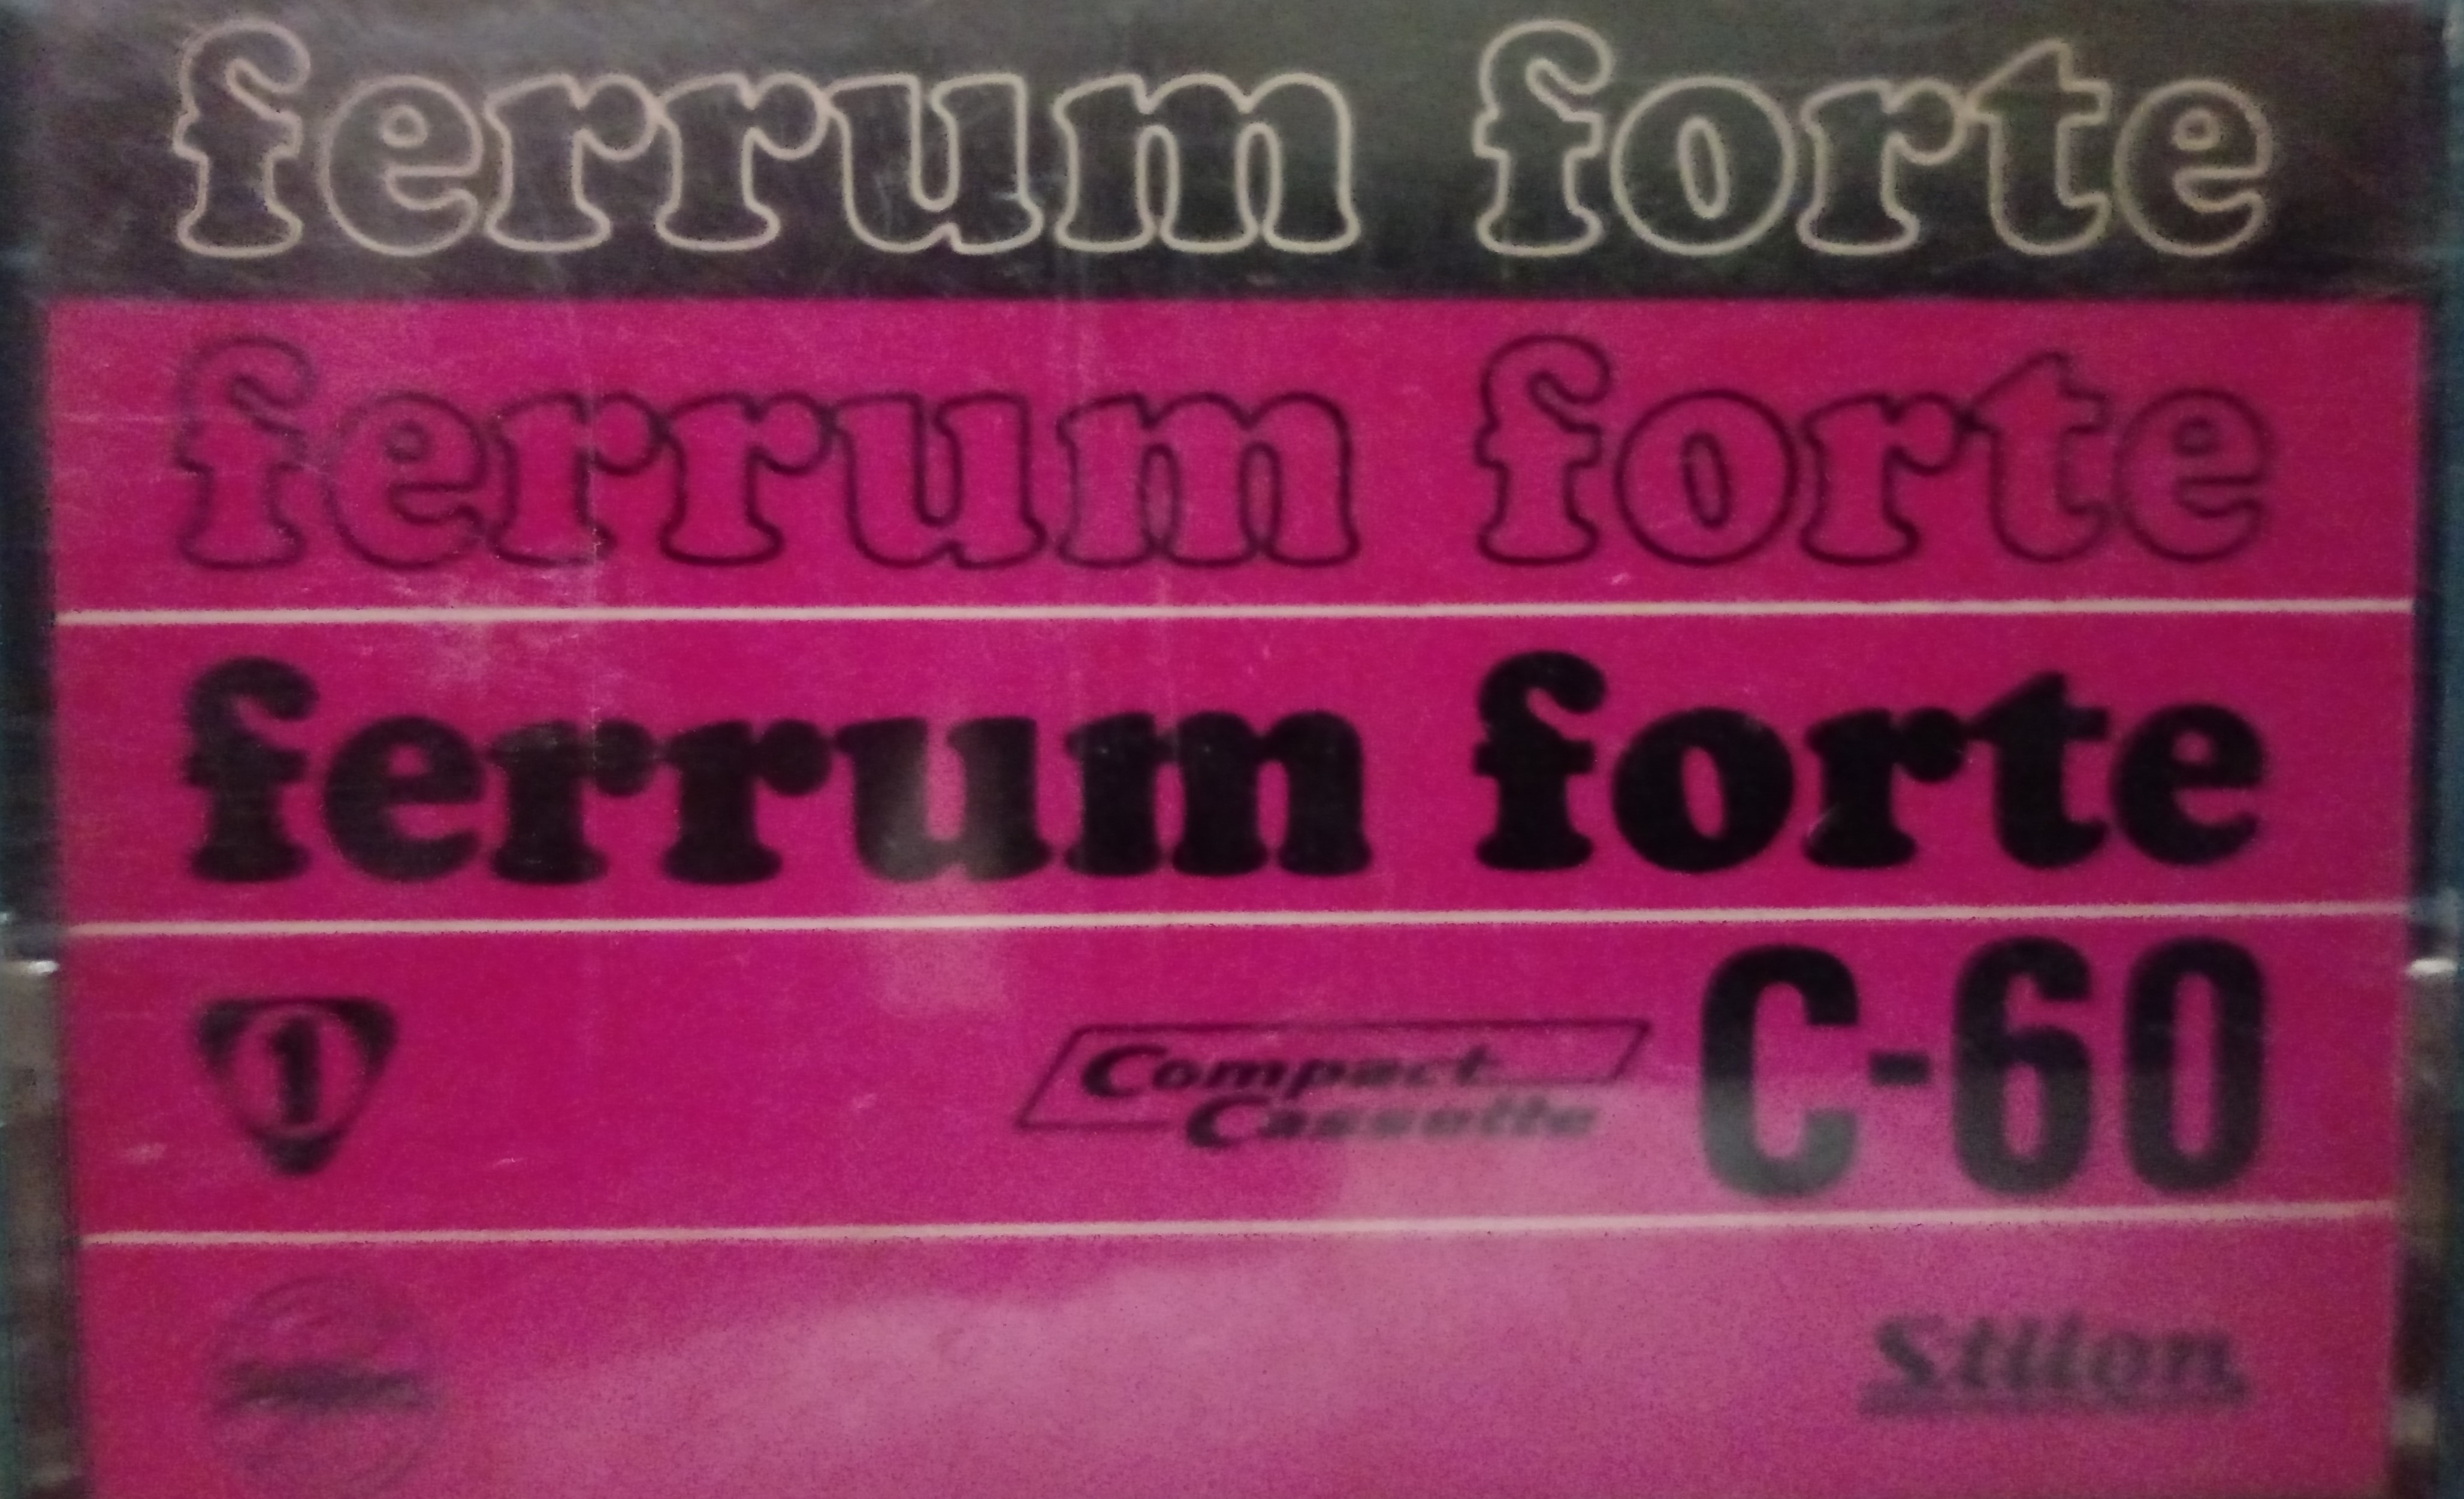 ferrum forte
ferrum forte
ferrum forte
1
Compact
Cassette
C-60
Stilon